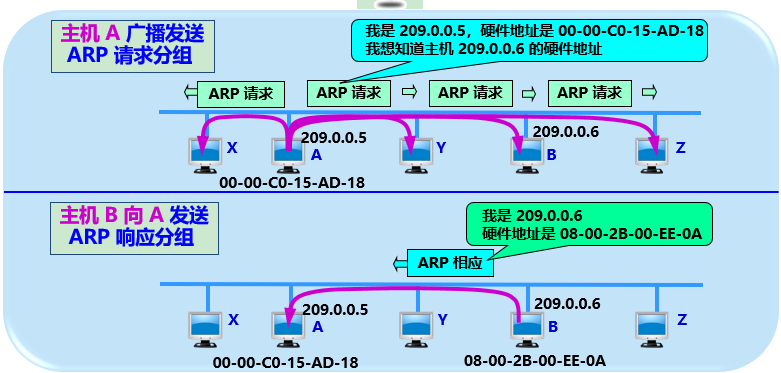 主机 A 广播发送
ARP 请求分组
我是 209.0.0.5，硬件地址是 00-00-C0-15-AD-18
我想知道主机 209.0.0.6 的硬件地址
ARP 请求
ARP 请求
ARP 请求
ARP 请求
209.0.0.5
209.0.0.6
X
A
Y
B
Z
00-00-C0-15-AD-18
主机 B 向 A 发送
ARP 响应分组
我是 209.0.0.6
硬件地址是 08-00-2B-00-EE-0A
ARP 相应
209.0.0.5
209.0.0.6
X
A
Y
B
Z
00-00-C0-15-AD-18
08-00-2B-00-EE-0A